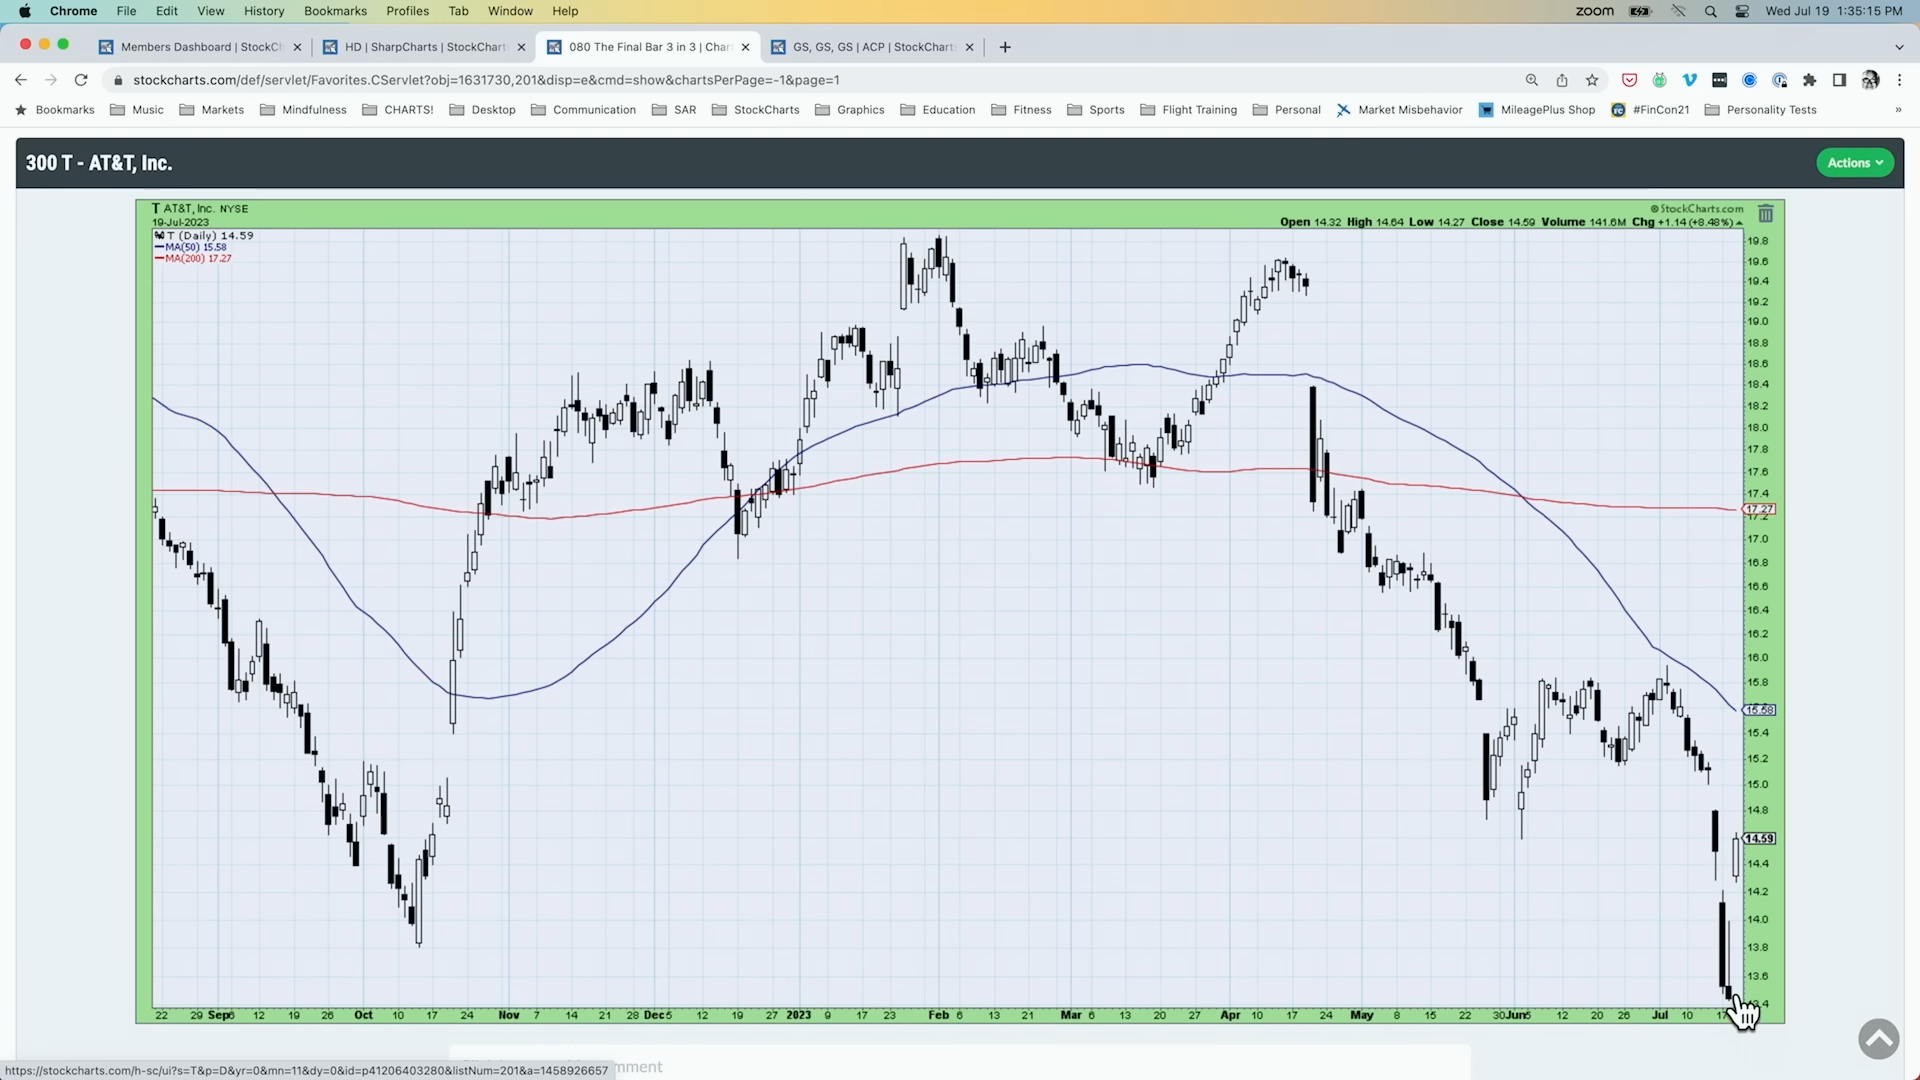 Chrome File Edit View History Bookmarks Profiles Tab Window Help zoom Wed Jul 19 1:35:15 PM
Members Dashboard | StockCh HD | SharpCharts | StockChart 080 The Final Bar 3 in 3 | Char GS, GS, GS | ACP | StockCharts
stockcharts.com/def/servlet/Favorites.CServlet?obj=1631730,201&disp=e&cmd=show&chartsPerPage=-1&page=1
Bookmarks Music Markets Mindfulness CHARTS! Desktop Communication SAR StockCharts Graphics Education Fitness Sports Flight Training Personal Market Misbehavior MileagePlus Shop #FinCon21 Personality Tests »
300 T - AT&T, Inc. Actions
T AT&T, Inc. NYSE © StockCharts.com
19-Jul-2023 Open 14.32 High 14.64 Low 14.27 Close 14.59 Volume 141.6M Chg +1.14 (+8.48%)
T (Daily) 14.59
MA(50) 15.58
MA(200) 17.27
19.8
19.6
19.4
19.2
19.0
18.8
18.6
18.4
18.2
18.0
17.8
17.6
17.4
17.27
17.2
17.0
16.8
16.6
16.4
16.2
16.0
15.8
15.58
15.4
15.2
15.0
14.8
14.59
14.4
14.2
14.0
13.8
13.6
22 29 Sep 12 19 26 Oct 10 17 24 Nov 7 14 21 28 Dec 5 12 19 27 2023 9 17 23 Feb 6 13 21 Mar 6 13 20 27 Apr 10 17 24 May 8 15 22 30 Jun 5 12 20 26 Jul 10 17
mment
https://stockcharts.com/h-sc/ui?s=T&p=D&yr=0&mn=11&dy=0&id=p41206403280&listNum=201&a=1458926657